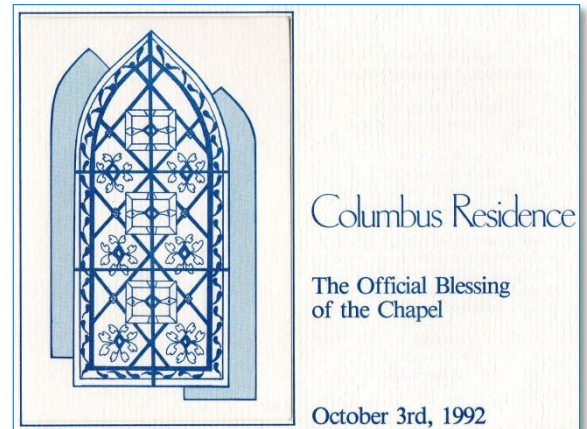 Columbus Residence
The Official Blessing
of the Chapel
October 3rd, 1992